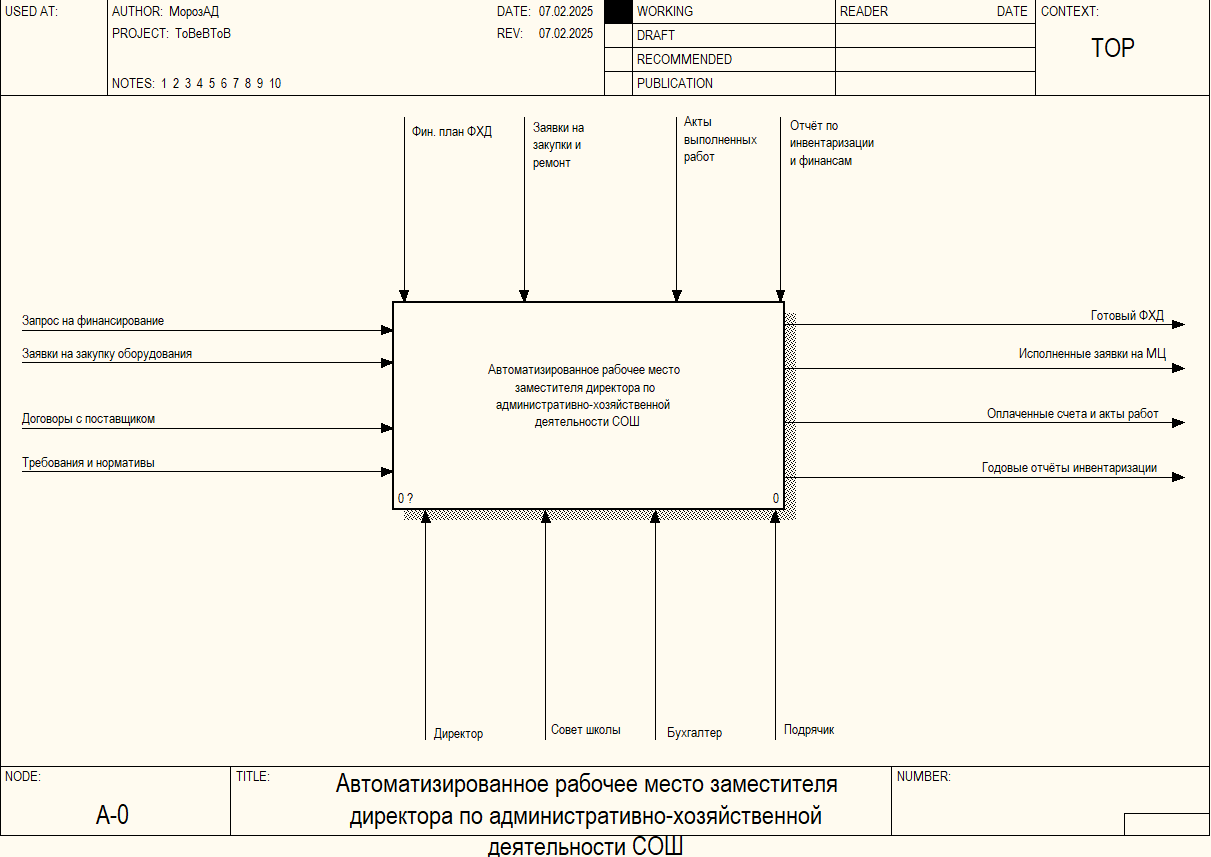 USED AT:
AUTHOR: МорозАД
DATE: 07.02.2025
PROJECT: ToBeBToB
REV: 07.02.2025
NOTES: 1 2 3 4 5 6 7 8 9 10
WORKING
DRAFT
RECOMMENDED
PUBLICATION
READER
DATE
CONTEXT:
TOP
Фин. план ФХД
Заявки на
закупки и
ремонт
Акты
выполненных
работ
Отчёт по
инвентаризации
и финансам
Запрос на финансирование
Заявки на закупку оборудования
Договоры с поставщиком
Требования и нормативы
Автоматизированное рабочее место
заместителя директора по
административно-хозяйственной
деятельности СОШ
0 ?
0
Готовый ФХД
Исполненные заявки на МЦ
Оплаченные счета и акты работ
Годовые отчёты инвентаризации
Директор
Совет школы
Бухгалтер
Подрячик
NODE:
A-0
TITLE:
Автоматизированное рабочее место заместителя
директора по административно-хозяйственной
деятельности СОШ
NUMBER: